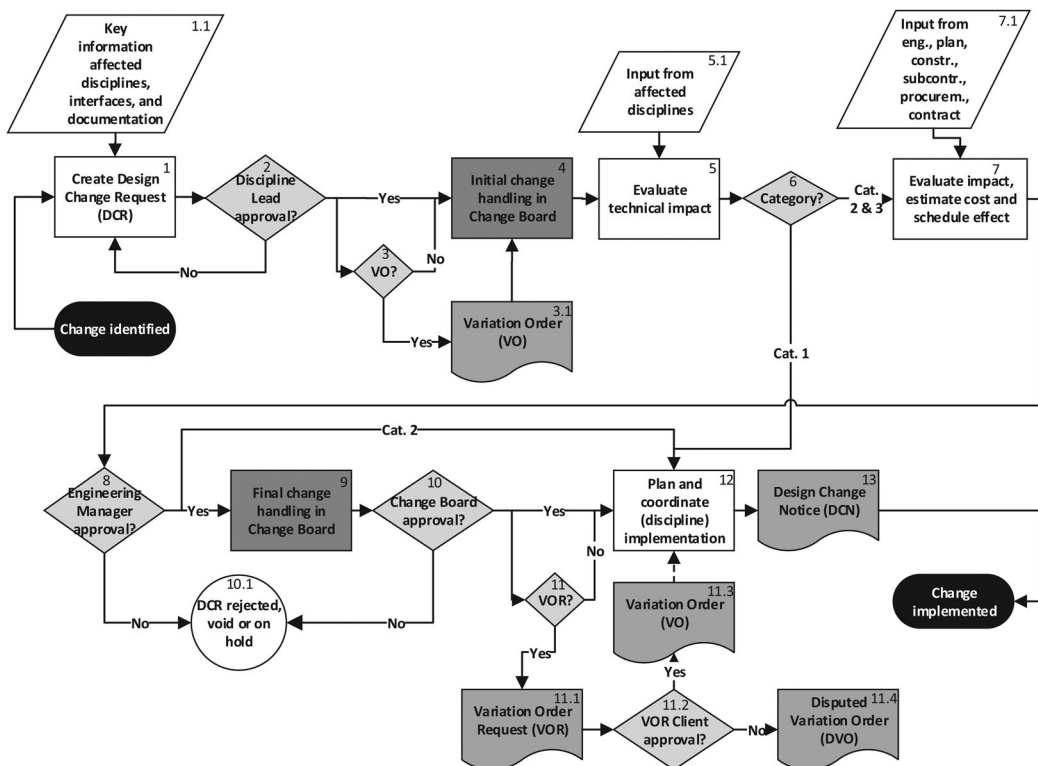 1.1
Key
information
affected
disciplines,
interfaces, and
documentation
5.1
Input from
affected
disciplines
7.1
Input from
eng., plan,
constr.,
subcontr.,
procurem.,
contract
1
Create Design
Change Request
(DCR)
2
Discipline
Lead
approval?
Yes
No
3
VO?
No
Yes
3.1
Variation Order
(VO)
4
Initial change
handling in
Change Board
5
Evaluate
technical impact
6
Category?
Cat.
2 & 3
Cat. 1
7
Evaluate impact,
estimate cost and
schedule effect
Change identified
Cat. 2
8
Engineering
Manager
approval?
Yes
No
9
Final change
handling in
Change Board
10
Change Board
approval?
Yes
No
10.1
DCR rejected,
void or on
hold
11
VOR?
No
Yes
12
Plan and
coordinate
(discipline)
implementation
13
Design Change
Notice (DCN)
11.3
Variation Order
(VO)
Change
implemented
11.1
Variation Order
Request (VOR)
11.2
VOR Client
approval?
Yes
No
11.4
Disputed
Variation Order
(DVO)